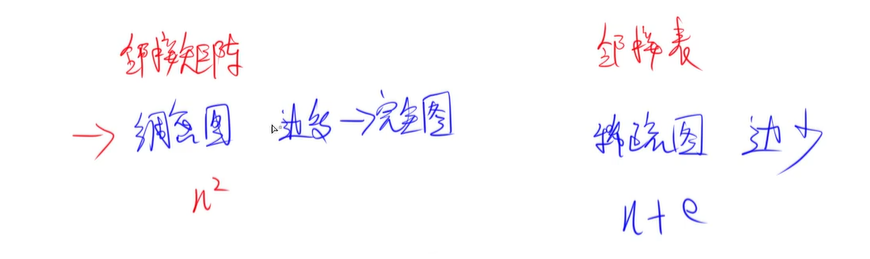 邻接矩阵
→ 稠密图 边多 → 完全图
n²
邻接表
稀疏图 边少
n+e